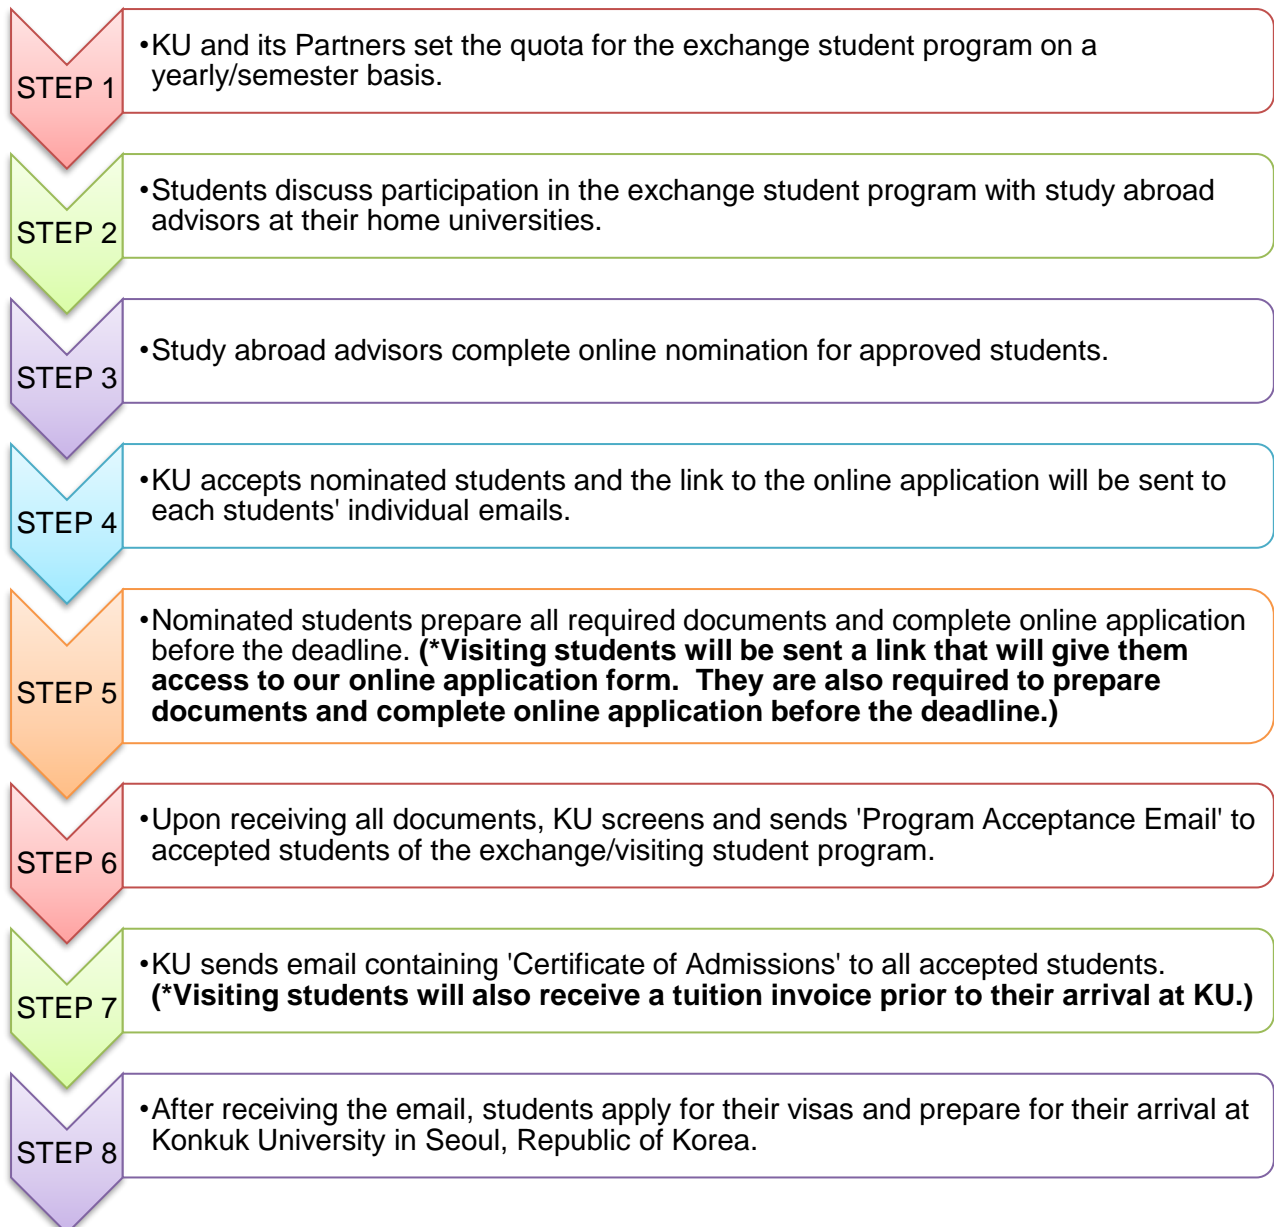 STEP 1
•KU and its Partners set the quota for the exchange student program on a
yearly/semester basis.
STEP 2
•Students discuss participation in the exchange student program with study abroad
advisors at their home universities.
STEP 3
•Study abroad advisors complete online nomination for approved students.
STEP 4
•KU accepts nominated students and the link to the online application will be sent to
each students' individual emails.
STEP 5
•Nominated students prepare all required documents and complete online application
before the deadline. (*Visiting students will be sent a link that will give them
access to our online application form.  They are also required to prepare
documents and complete online application before the deadline.)
STEP 6
•Upon receiving all documents, KU screens and sends 'Program Acceptance Email' to
accepted students of the exchange/visiting student program.
STEP 7
•KU sends email containing 'Certificate of Admissions' to all accepted students.
(*Visiting students will also receive a tuition invoice prior to their arrival at KU.)
STEP 8
•After receiving the email, students apply for their visas and prepare for their arrival at
Konkuk University in Seoul, Republic of Korea.